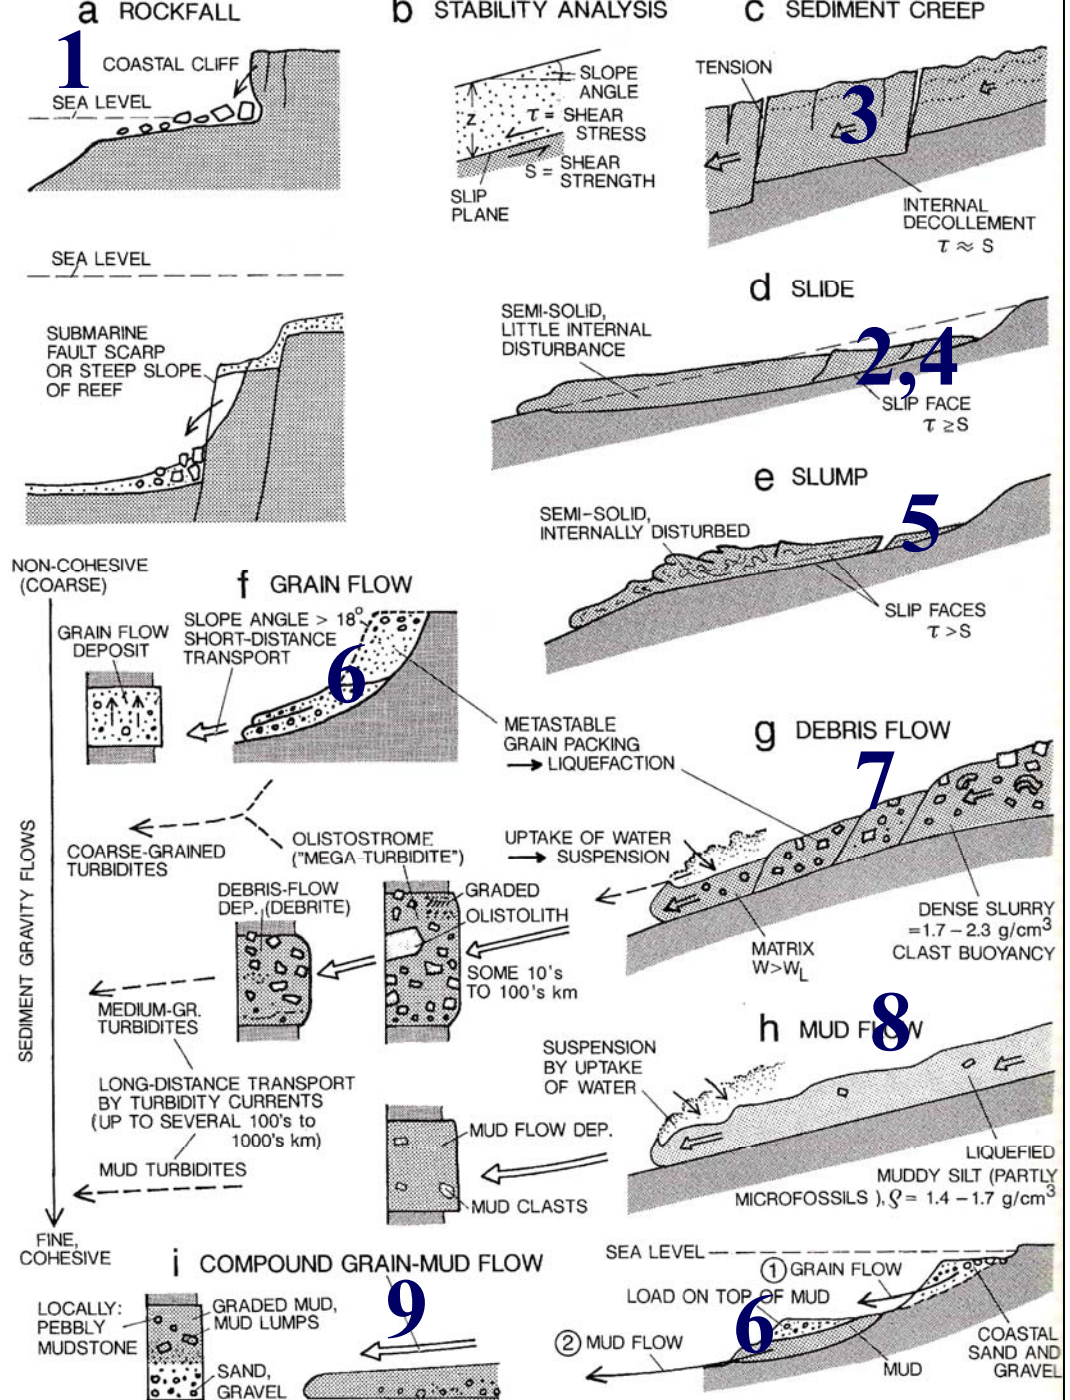 a ROCKFALL
1
COASTAL CLIFF
SEA LEVEL
SEA LEVEL
SUBMARINE
FAULT SCARP
OR STEEP SLOPE
OF REEF
b STABILITY ANALYSIS
SLOPE
ANGLE
z
τ = SHEAR
STRESS
S = SHEAR
STRENGTH
SLIP
PLANE
c SEDIMENT CREEP
TENSION
3
INTERNAL
DECOLLEMENT
τ ≈ S
d SLIDE
SEMI-SOLID,
LITTLE INTERNAL
DISTURBANCE
2,4
SLIP FACE
τ ≥ S
e SLUMP
SEMI-SOLID,
INTERNALLY DISTURBED
5
SLIP FACES
τ > S
NON-COHESIVE
(COARSE)
SEDIMENT GRAVITY FLOWS
FINE,
COHESIVE
f GRAIN FLOW
GRAIN FLOW
DEPOSIT
SLOPE ANGLE > 18°
SHORT-DISTANCE
TRANSPORT
6
METASTABLE
GRAIN PACKING
→ LIQUEFACTION
COARSE-GRAINED
TURBIDITES
g DEBRIS FLOW
7
UPTAKE OF WATER
→ SUSPENSION
DENSE SLURRY
=1.7 – 2.3 g/cm³
CLAST BUOYANCY
MATRIX
W>W_L
OLISTOSTROME
("MEGA-TURBIDITE")
DEBRIS-FLOW
DEP. (DEBRITE)
GRADED
OLISTOLITH
SOME 10's
TO 100's km
MEDIUM-GR.
TURBIDITES
LONG-DISTANCE TRANSPORT
BY TURBIDITY CURRENTS
(UP TO SEVERAL 100's to
1000's km)
MUD TURBIDITES
h MUD FLOW
8
SUSPENSION
BY UPTAKE
OF WATER
LIQUEFIED
MUDDY SILT (PARTLY
MICROFOSSILS), ϱ = 1.4 – 1.7 g/cm³
MUD FLOW DEP.
MUD CLASTS
i COMPOUND GRAIN-MUD FLOW
LOCALLY:
PEBBLY
MUDSTONE
GRADED MUD,
MUD LUMPS
SAND,
GRAVEL
9
SEA LEVEL
① GRAIN FLOW
LOAD ON TOP OF MUD
6
② MUD FLOW
MUD
COASTAL
SAND AND
GRAVEL